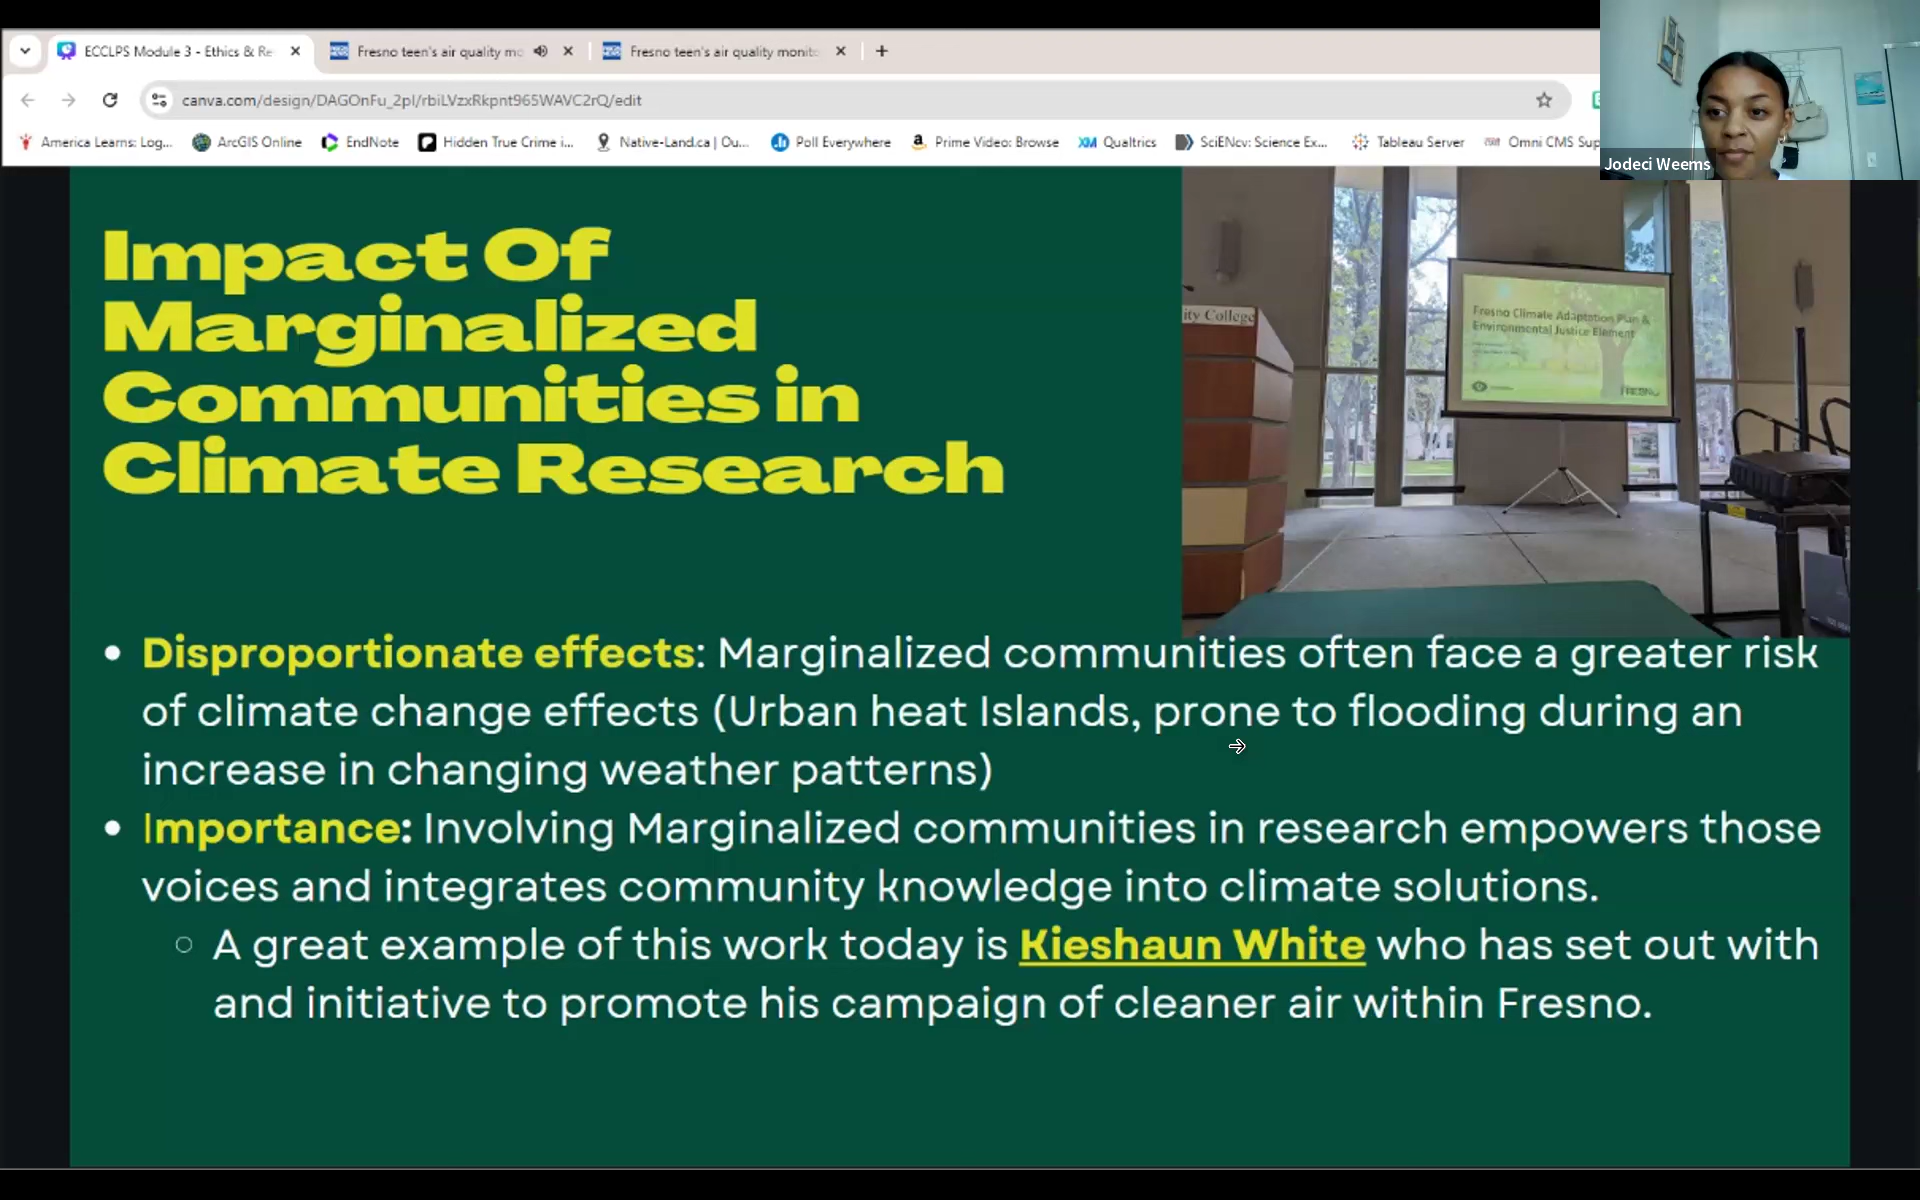 ECCLPS Module 3 - Ethics & Re
Fresno teen's air quality mo
Fresno teen's air quality monito
canva.com/design/DAGOnFu_2pI/rbiLVzxRkpnt965WAVC2rQ/edit
America Learns: Log...
ArcGIS Online
EndNote
Hidden True Crime i...
Native-Land.ca | Ou...
Poll Everywhere
Prime Video: Browse
Qualtrics
SciENcv: Science Ex...
Tableau Server
Omni CMS Sup
Jodeci Weems
Impact Of
Marginalized
Communities in
Climate Research
ity College
Fresno Climate Adaptation Plan &
Environmental Justice Element
FRESNO
• Disproportionate effects: Marginalized communities often face a greater risk
of climate change effects (Urban heat Islands, prone to flooding during an
increase in changing weather patterns)
• Importance: Involving Marginalized communities in research empowers those
voices and integrates community knowledge into climate solutions.
○ A great example of this work today is Kieshaun White who has set out with
and initiative to promote his campaign of cleaner air within Fresno.